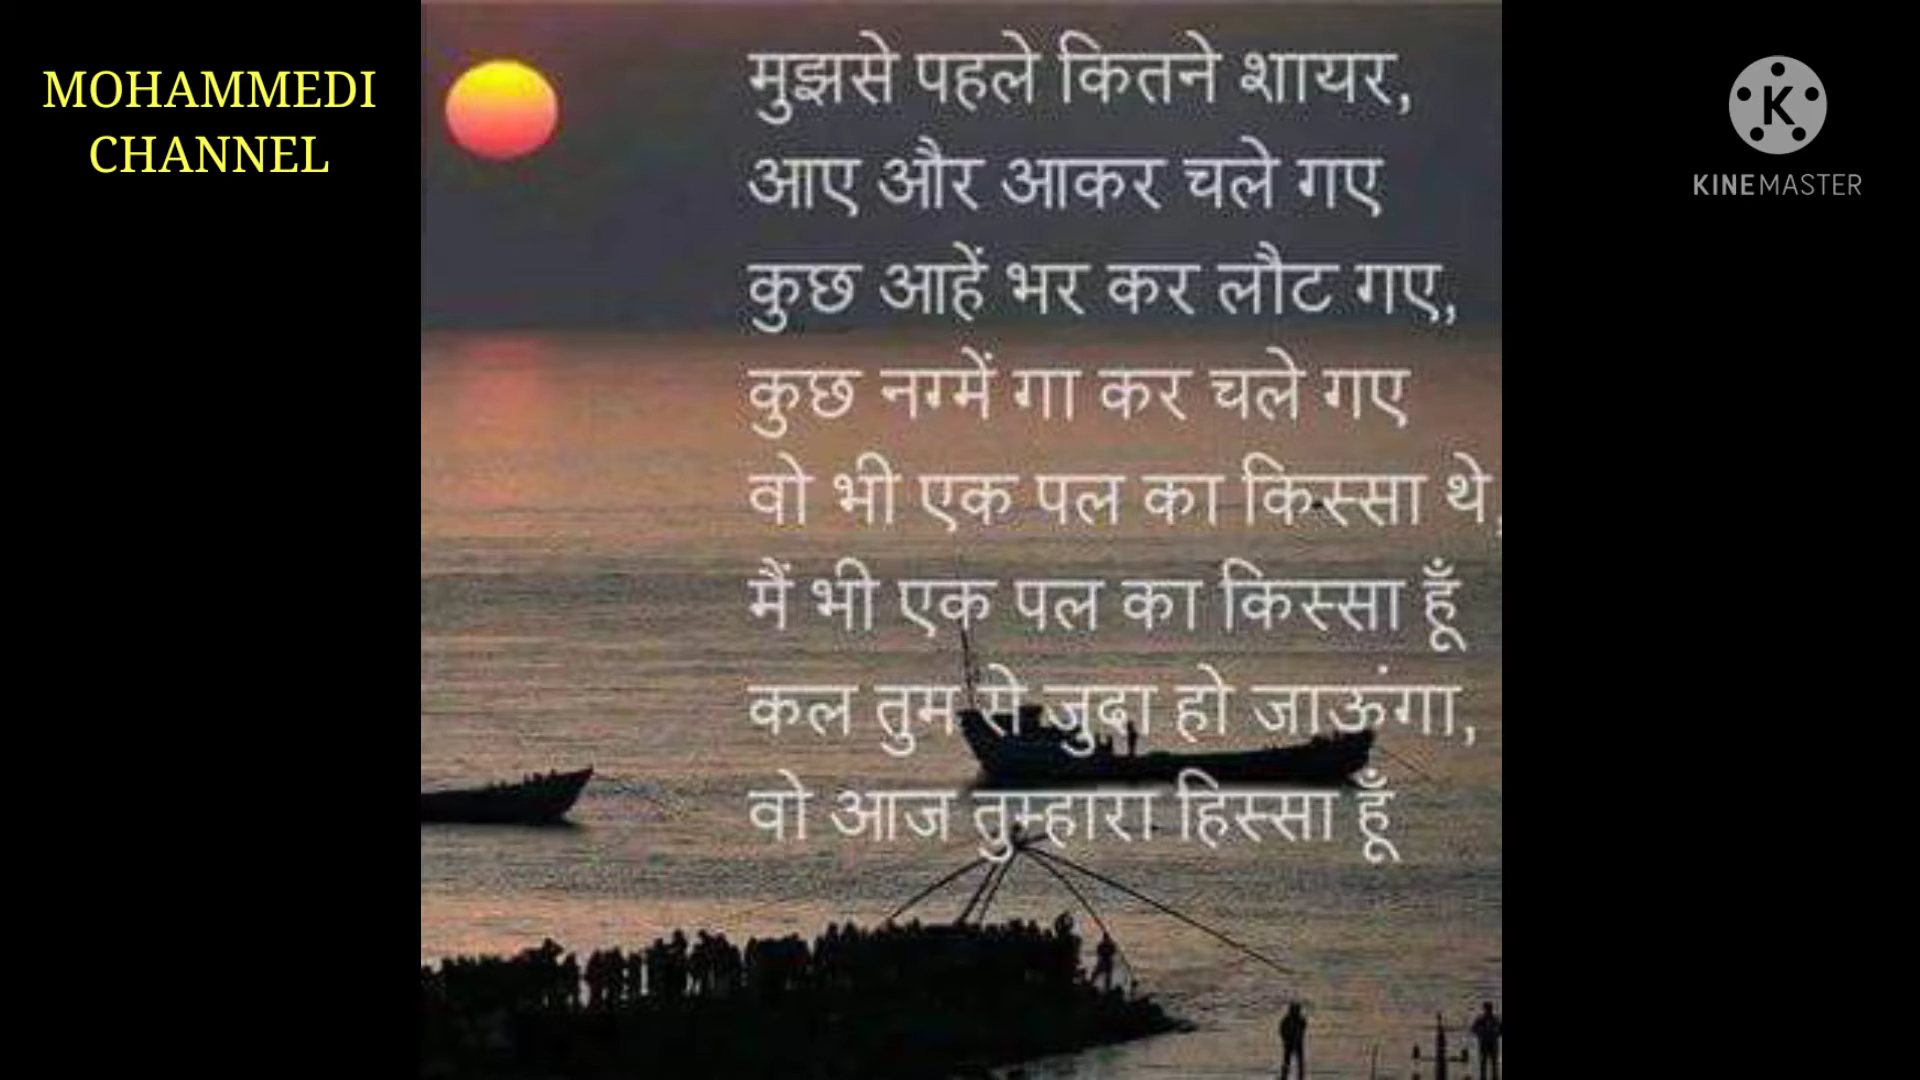 MOHAMMEDI
CHANNEL
मुझसे पहले कितने शायर,
आए और आकर चले गए
कुछ आहें भर कर लौट गए,
कुछ नग्में गा कर चले गए
वो भी एक पल का किस्सा थे,
मैं भी एक पल का किस्सा हूँ
कल तुम से जुदा हो जाऊंगा,
वो आज तुम्हारा हिस्सा हूँ
K
KINEMASTER